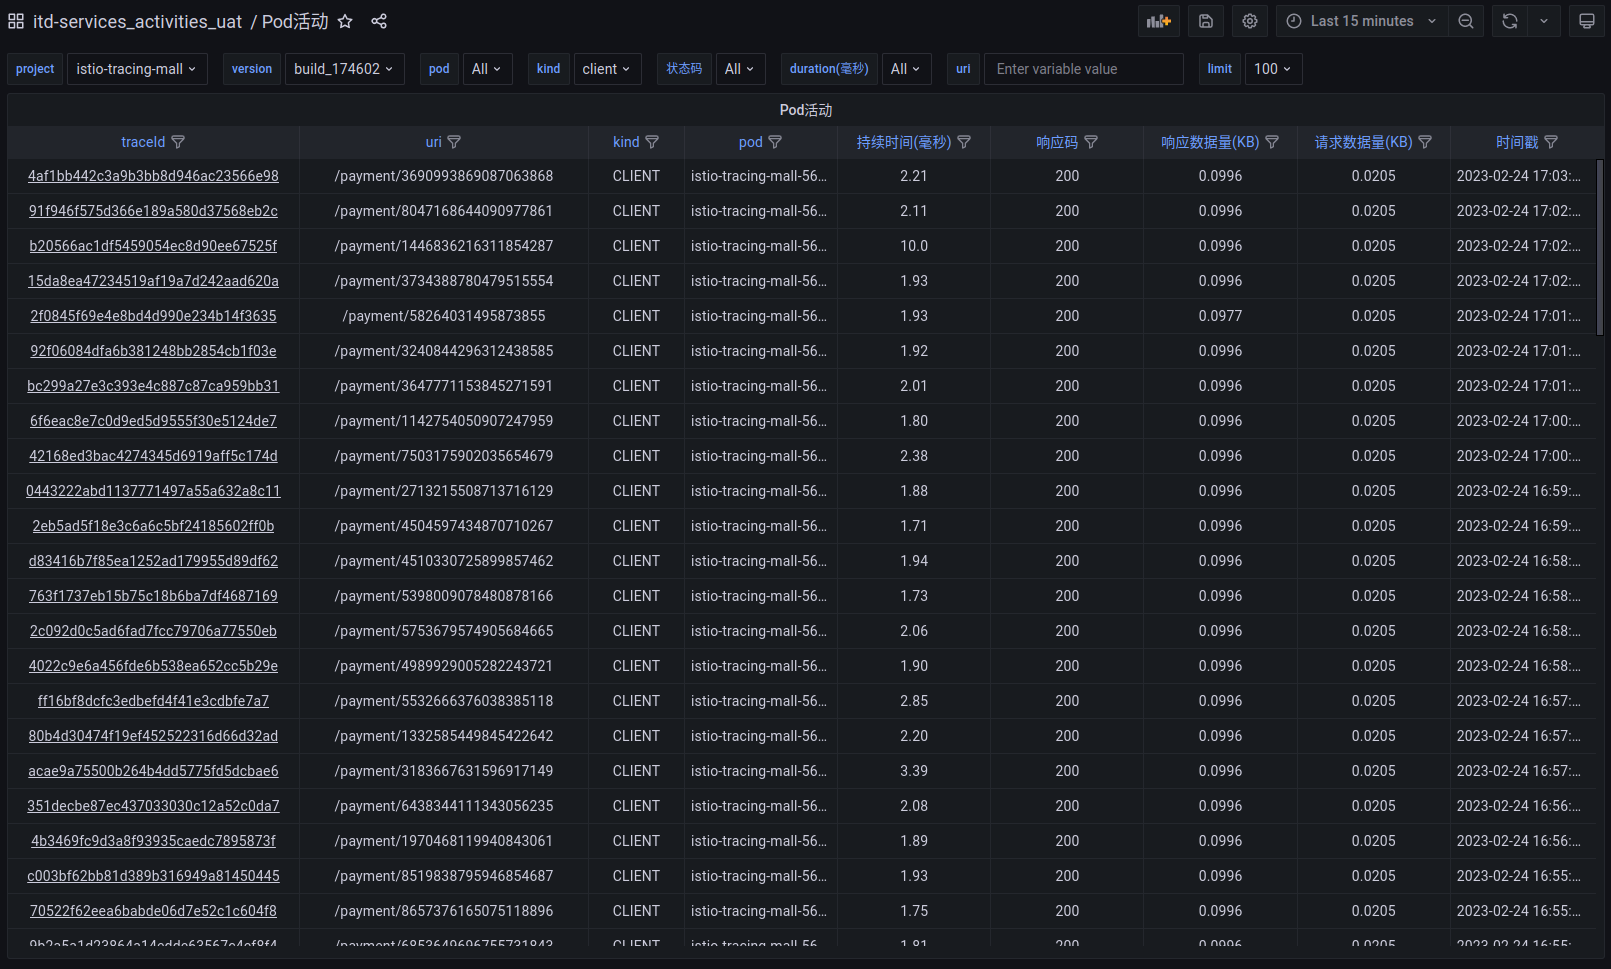 itd-services_activities_uat / Pod活动 Last 15 minutes
project istio-tracing-mall version build_174602 pod All kind client 状态码 All duration(毫秒) All uri Enter variable value limit 100
Pod活动
traceId uri kind pod 持续时间(毫秒) 响应码 响应数据量(KB) 请求数据量(KB) 时间戳
4af1bb442c3a9b3bb8d946ac23566e98 /payment/3690993869087063868 CLIENT istio-tracing-mall-56... 2.21 200 0.0996 0.0205 2023-02-24 17:03:...
91f946f575d366e189a580d37568eb2c /payment/8047168644090977861 CLIENT istio-tracing-mall-56... 2.11 200 0.0996 0.0205 2023-02-24 17:02:...
b20566ac1df5459054ec8d90ee67525f /payment/1446836216311854287 CLIENT istio-tracing-mall-56... 10.0 200 0.0996 0.0205 2023-02-24 17:02:...
15da8ea47234519af19a7d242aad620a /payment/3734388780479515554 CLIENT istio-tracing-mall-56... 1.93 200 0.0996 0.0205 2023-02-24 17:02:...
2f0845f69e4e8bd4d990e234b14f3635 /payment/58264031495873855 CLIENT istio-tracing-mall-56... 1.93 200 0.0977 0.0205 2023-02-24 17:01:...
92f06084dfa6b381248bb2854cb1f03e /payment/3240844296312438585 CLIENT istio-tracing-mall-56... 1.92 200 0.0996 0.0205 2023-02-24 17:01:...
bc299a27e3c393e4c887c87ca959bb31 /payment/3647771153845271591 CLIENT istio-tracing-mall-56... 2.01 200 0.0996 0.0205 2023-02-24 17:01:...
6f6eac8e7c0d9ed5d9555f30e5124de7 /payment/1142754050907247959 CLIENT istio-tracing-mall-56... 1.80 200 0.0996 0.0205 2023-02-24 17:00:...
42168ed3bac4274345d6919aff5c174d /payment/7503175902035654679 CLIENT istio-tracing-mall-56... 2.38 200 0.0996 0.0205 2023-02-24 17:00:...
0443222abd1137771497a55a632a8c11 /payment/2713215508713716129 CLIENT istio-tracing-mall-56... 1.88 200 0.0996 0.0205 2023-02-24 16:59:...
2eb5ad5f18e3c6a6c5bf24185602ff0b /payment/4504597434870710267 CLIENT istio-tracing-mall-56... 1.71 200 0.0996 0.0205 2023-02-24 16:59:...
d83416b7f85ea1252ad179955d89df62 /payment/4510330725899857462 CLIENT istio-tracing-mall-56... 1.94 200 0.0996 0.0205 2023-02-24 16:58:...
763f1737eb15b75c18b6ba7df4687169 /payment/5398009078480878166 CLIENT istio-tracing-mall-56... 1.73 200 0.0996 0.0205 2023-02-24 16:58:...
2c092d0c5ad6fad7fcc79706a77550eb /payment/5753679574905684665 CLIENT istio-tracing-mall-56... 2.06 200 0.0996 0.0205 2023-02-24 16:58:...
4022c9e6a456fde6b538ea652cc5b29e /payment/4989929005282243721 CLIENT istio-tracing-mall-56... 1.90 200 0.0996 0.0205 2023-02-24 16:58:...
ff16bf8dcfc3edbefd4f41e3cdbfe7a7 /payment/5532666376038385118 CLIENT istio-tracing-mall-56... 2.85 200 0.0996 0.0205 2023-02-24 16:57:...
80b4d30474f19ef452522316d66d32ad /payment/1332585449845422642 CLIENT istio-tracing-mall-56... 2.20 200 0.0996 0.0205 2023-02-24 16:57:...
acae9a75500b264b4dd5775fd5dcbae6 /payment/3183667631596917149 CLIENT istio-tracing-mall-56... 3.39 200 0.0996 0.0205 2023-02-24 16:57:...
351decbe87ec437033030c12a52c0da7 /payment/6438344111343056235 CLIENT istio-tracing-mall-56... 2.08 200 0.0996 0.0205 2023-02-24 16:56:...
4b3469fc9d3a8f93935caedc7895873f /payment/1970468119940843061 CLIENT istio-tracing-mall-56... 1.89 200 0.0996 0.0205 2023-02-24 16:56:...
c003bf62bb81d389b316949a81450445 /payment/8519838795946854687 CLIENT istio-tracing-mall-56... 1.93 200 0.0996 0.0205 2023-02-24 16:55:...
70522f62eea6babde06d7e52c1c604f8 /payment/8657376165075118896 CLIENT istio-tracing-mall-56... 1.75 200 0.0996 0.0205 2023-02-24 16:55:...
CLIENT istio-tracing-mall-56... 1.81 200 0.0996 0.0205 2023-02-24 16:55:...